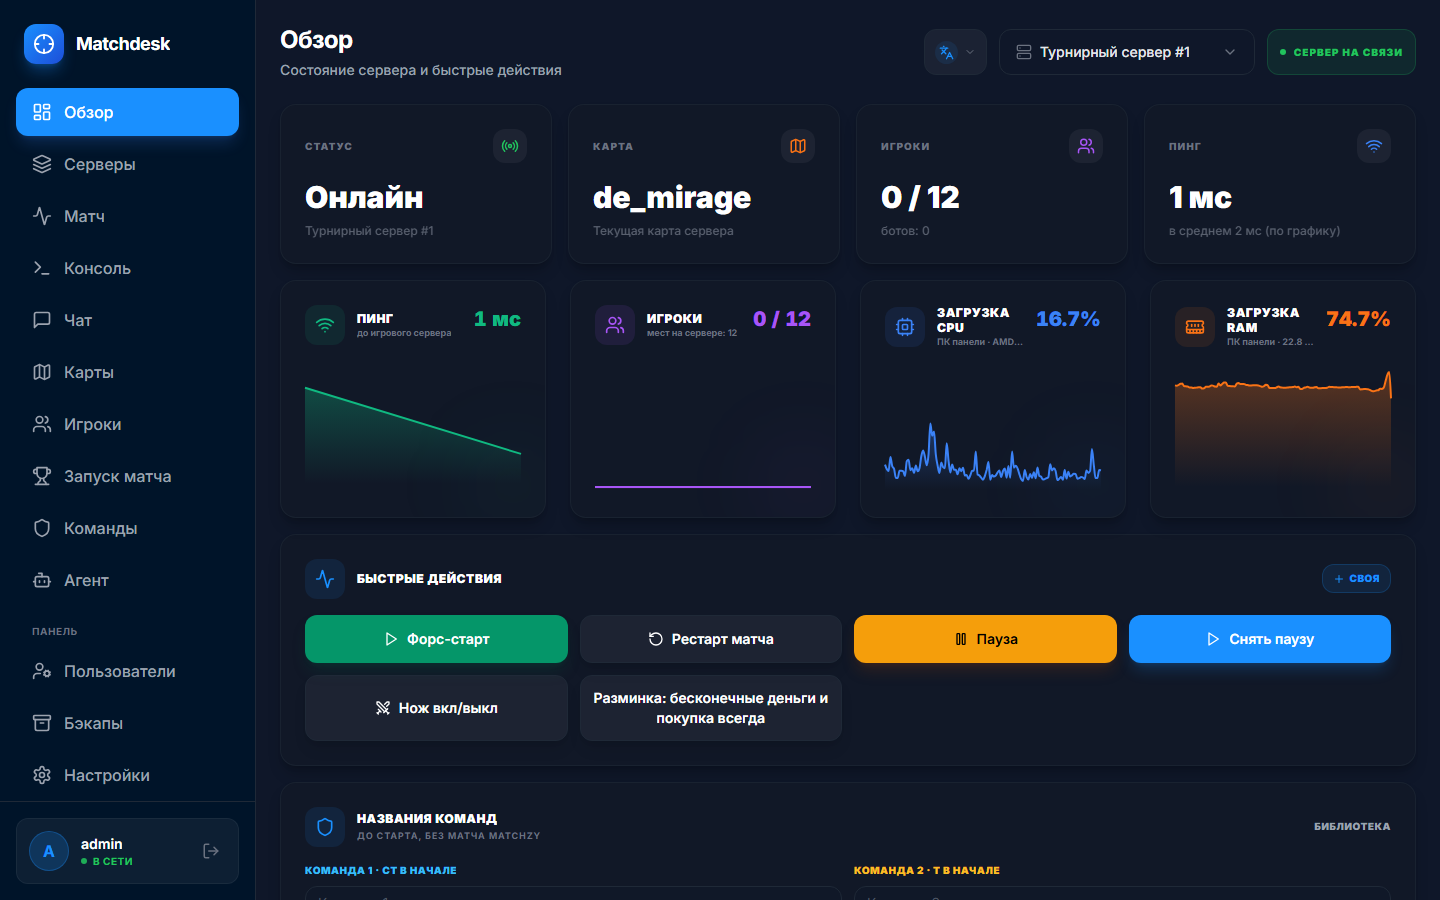 Matchdesk
Обзор
Серверы
Матч
Консоль
Чат
Карты
Игроки
Запуск матча
Команды
Агент
ПАНЕЛЬ
Пользователи
Бэкапы
Настройки
A
admin
В СЕТИ
Обзор
Состояние сервера и быстрые действия
Турнирный сервер #1
СЕРВЕР НА СВЯЗИ
СТАТУС
Онлайн
Турнирный сервер #1
КАРТА
de_mirage
Текущая карта сервера
ИГРОКИ
0 / 12
ботов: 0
ПИНГ
1 мс
в среднем 2 мс (по графику)
ПИНГ
до игрового сервера
1 мс
ИГРОКИ
мест на сервере: 12
0 / 12
ЗАГРУЗКА
CPU
ПК панели · AMD...
16.7%
ЗАГРУЗКА
RAM
ПК панели · 22.8 ...
74.7%
БЫСТРЫЕ ДЕЙСТВИЯ
+ СВОЯ
Форс-старт
Рестарт матча
Пауза
Снять паузу
Нож вкл/выкл
Разминка: бесконечные деньги и
покупка всегда
НАЗВАНИЯ КОМАНД
ДО СТАРТА, БЕЗ МАТЧА MATCHZY
БИБЛИОТЕКА
КОМАНДА 1 · CT В НАЧАЛЕ
КОМАНДА 2 · T В НАЧАЛЕ